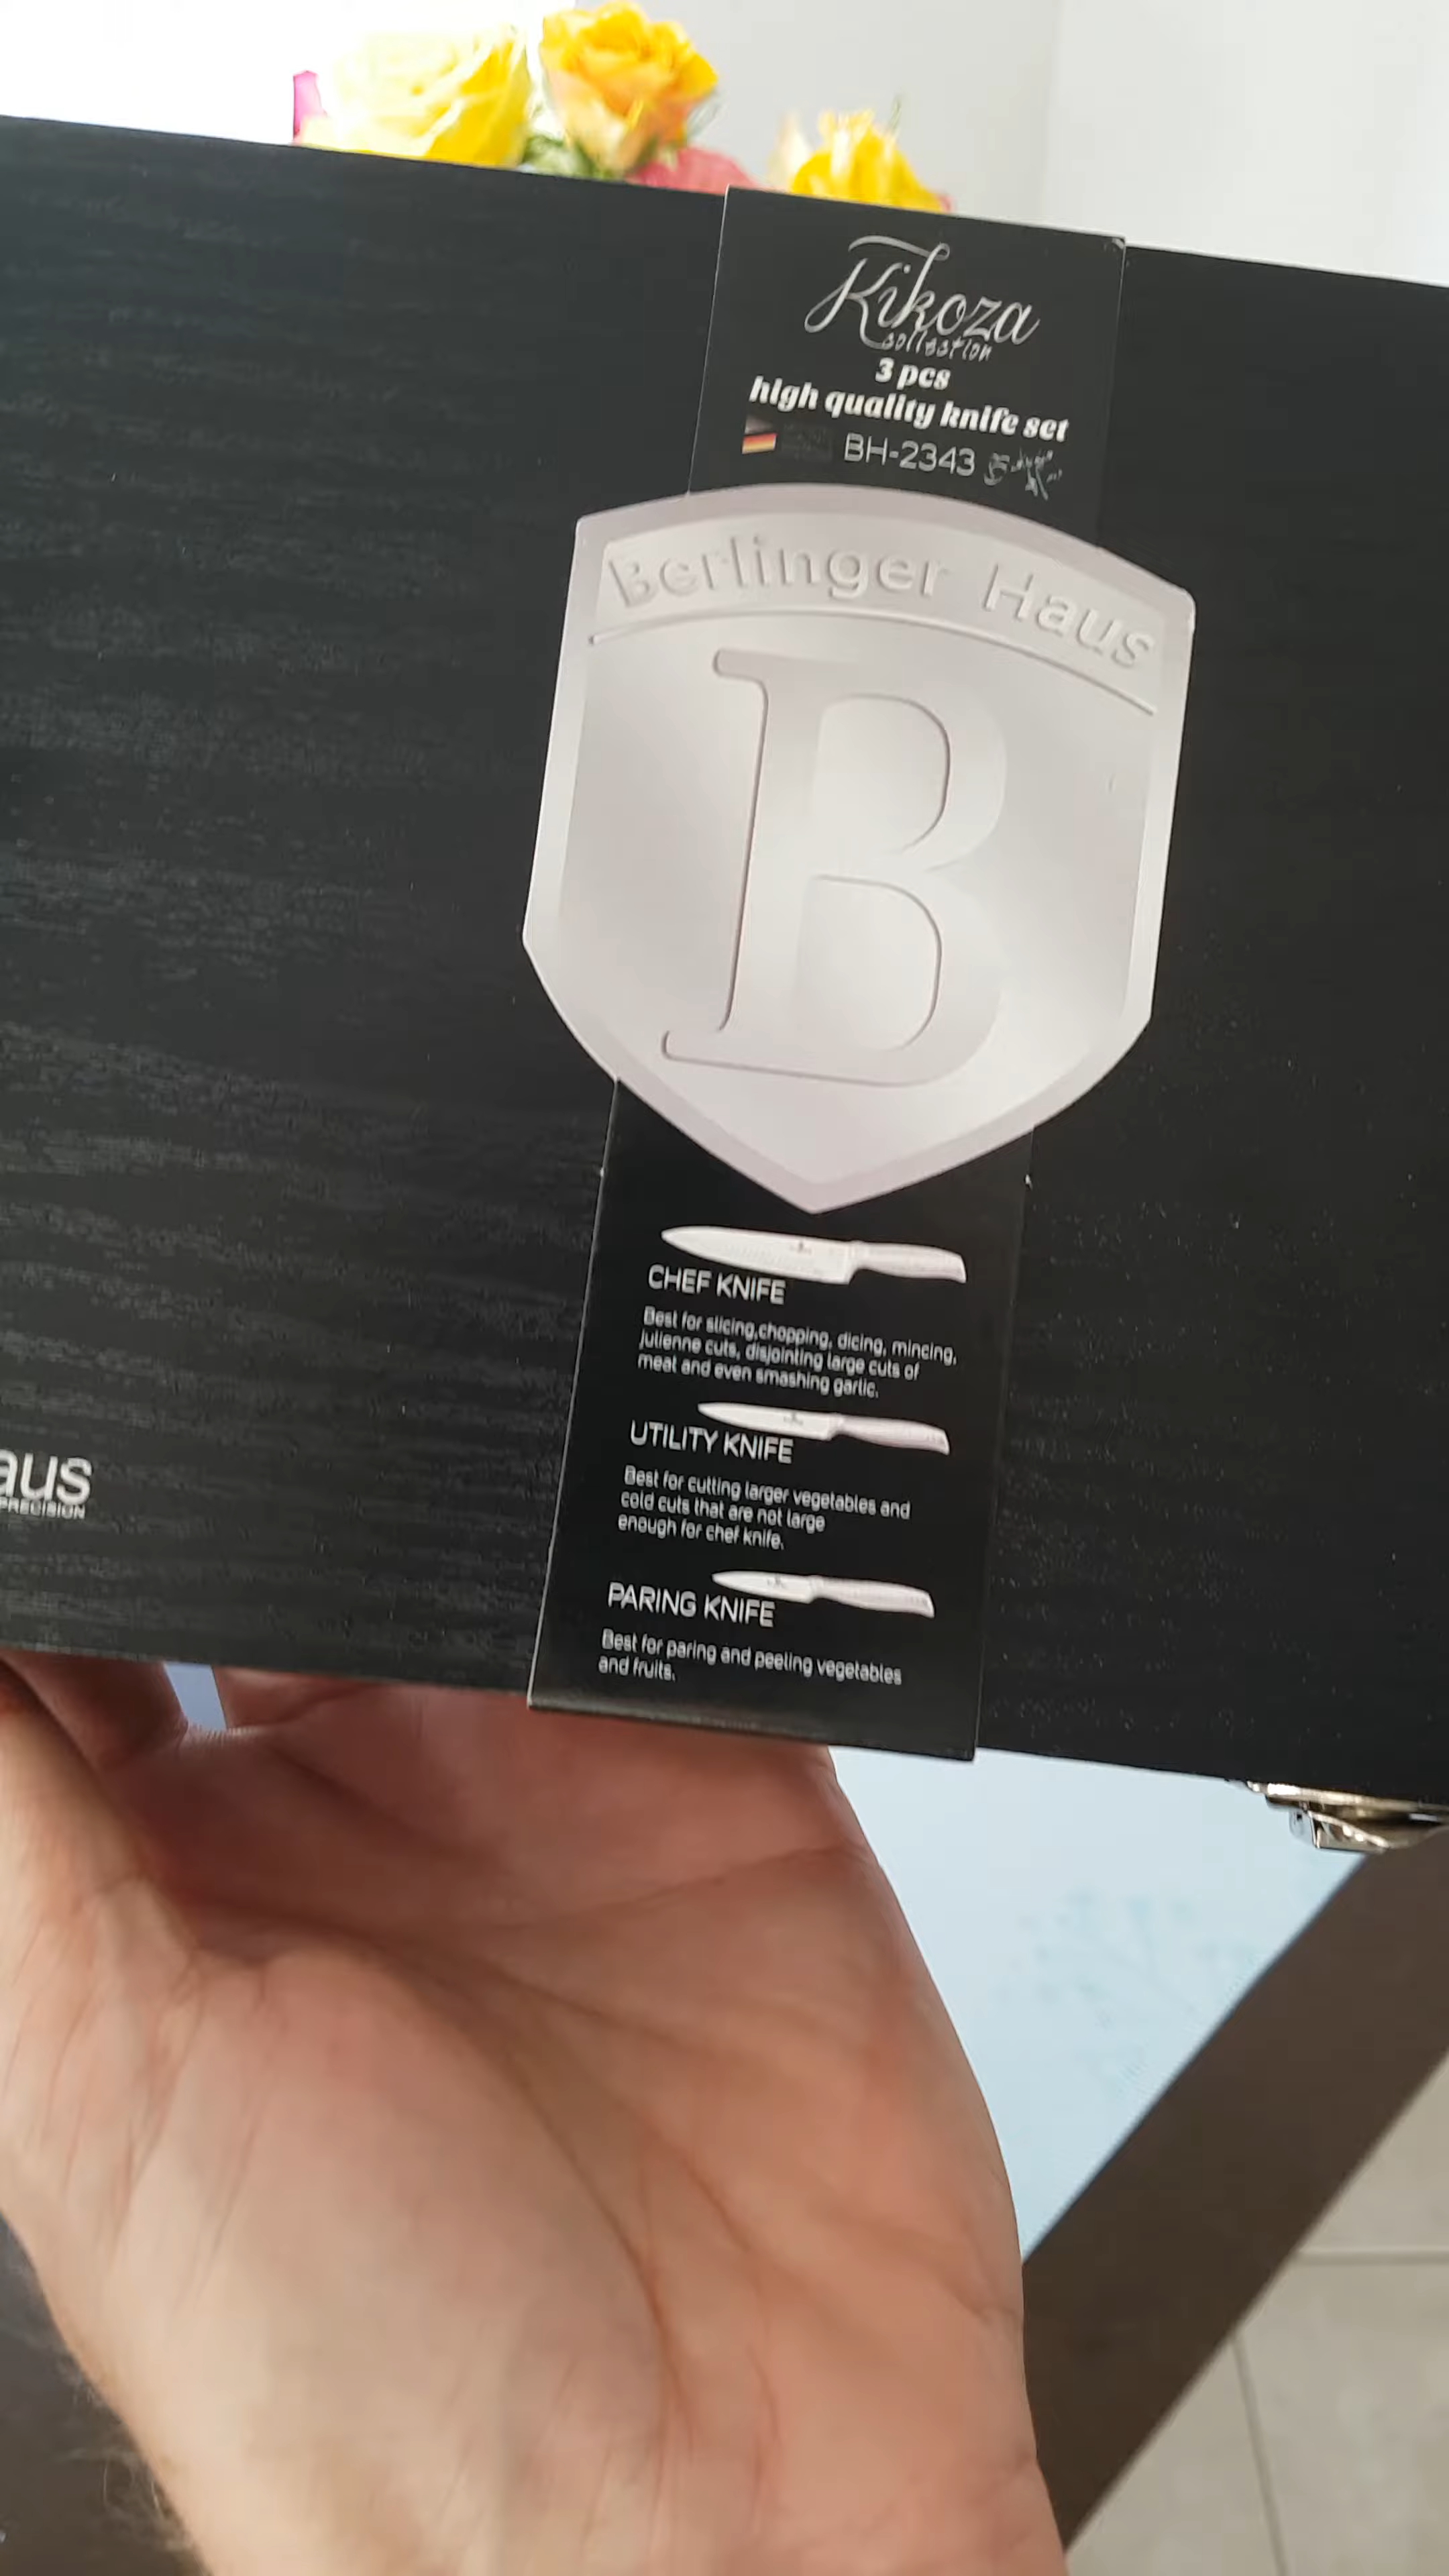 Kikoza
collection
3 pcs
high quality knife set
BH-2343
Berlinger Haus
B
CHEF KNIFE
Best for slicing,chopping, dicing, mincing,
julienne cuts, disjointing large cuts of
meat and even smashing garlic.
UTILITY KNIFE
Best for cutting larger vegetables and
cold cuts that are not large
enough for chef knife.
PARING KNIFE
Best for paring and peeling vegetables
and fruits.
aus
PRECISION